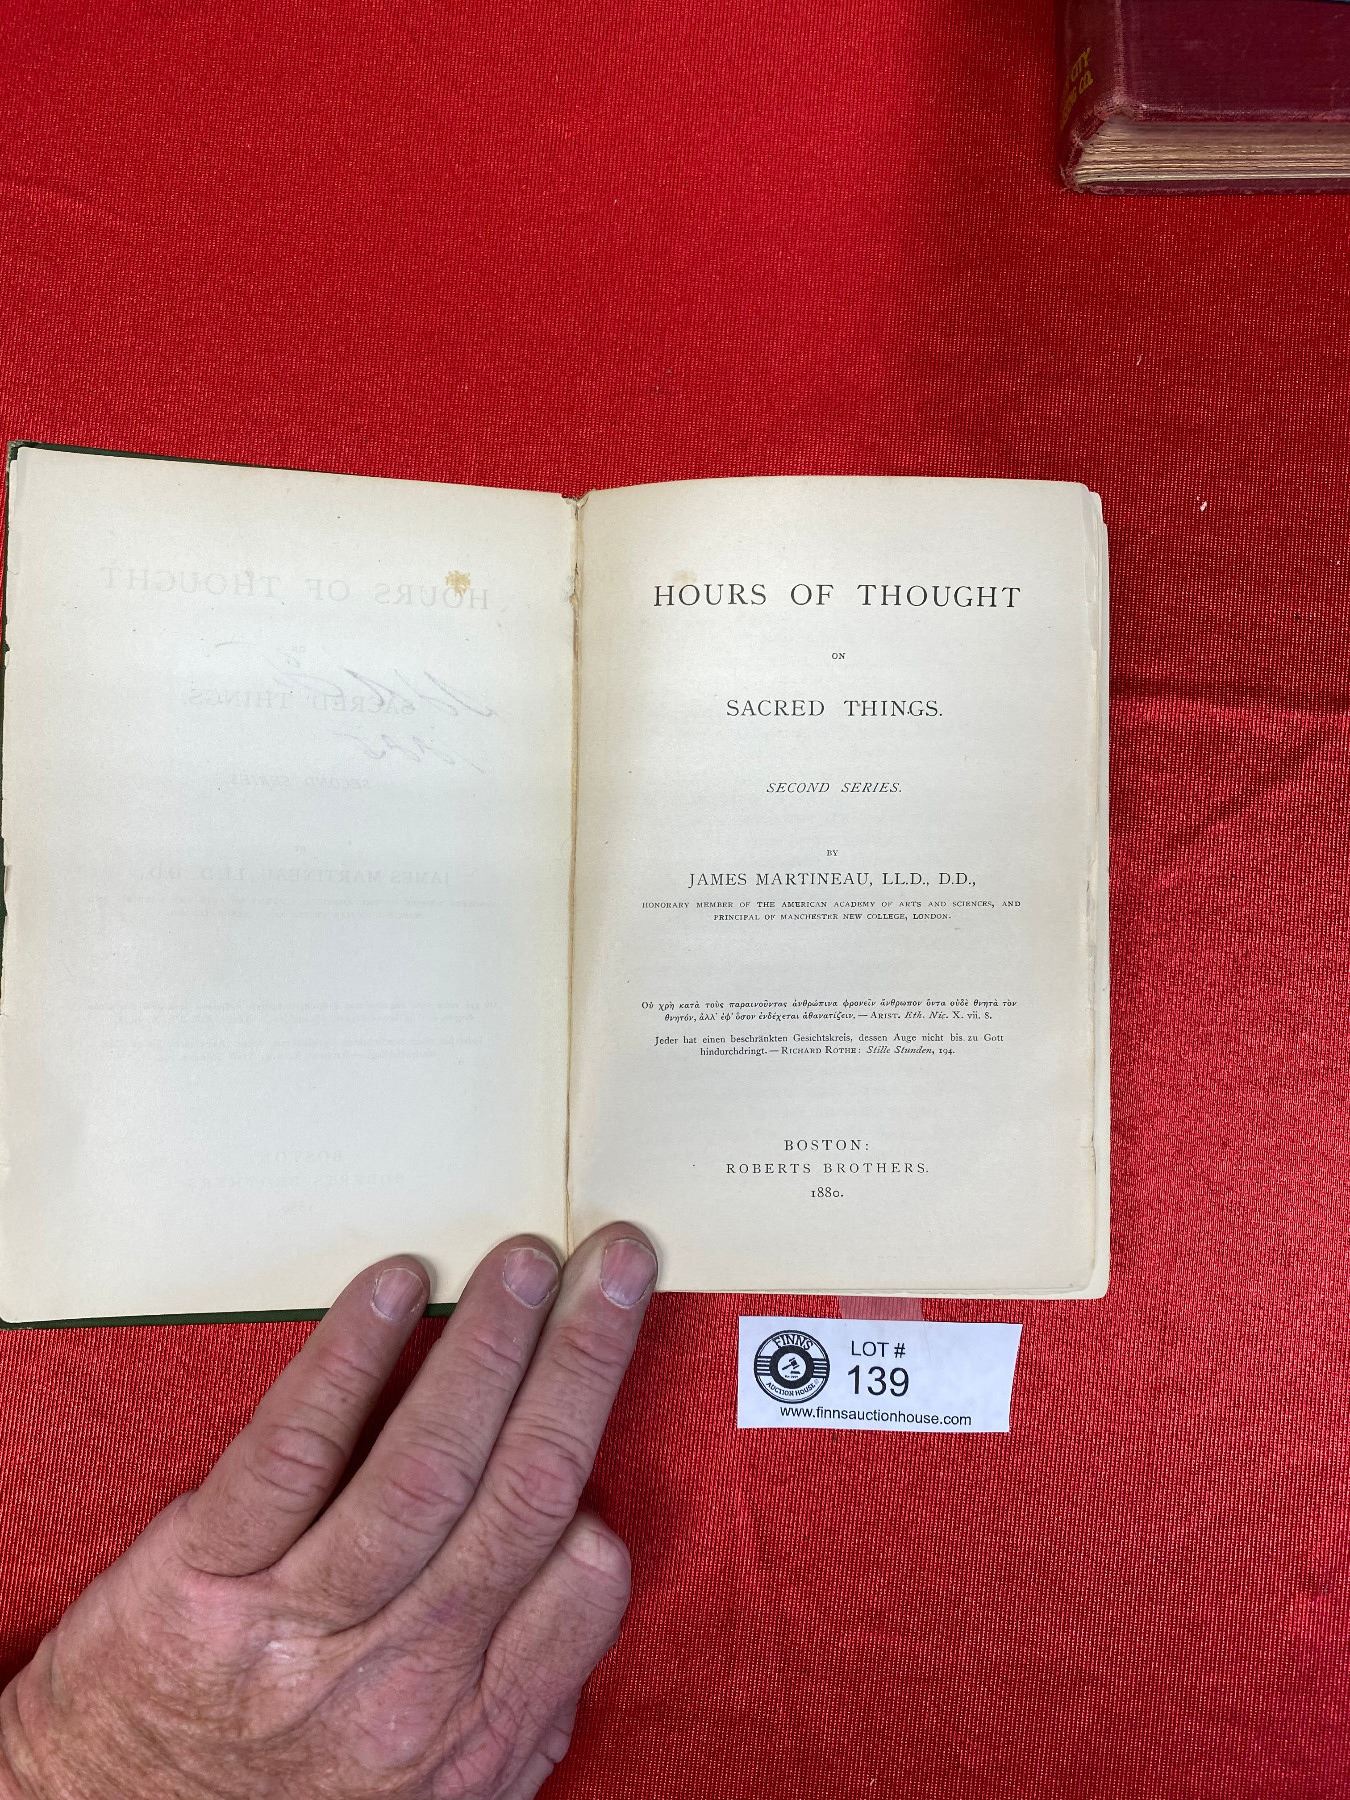 HOURS OF THOUGHT
ON
SACRED THINGS.
SECOND SERIES.
BY
JAMES MARTINEAU, LL.D., D.D.,
HONORARY MEMBER OF THE AMERICAN ACADEMY OF ARTS AND SCIENCES, AND
PRINCIPAL OF MANCHESTER NEW COLLEGE, LONDON.
Οὐ χρὴ κατὰ τοὺς παραινοῦντας ἀνθρώπινα φρονεῖν ἄνθρωπον ὄντα οὐδὲ θνητὰ τὸν
θνητόν, ἀλλ' ἐφ' ὅσον ἐνδέχεται ἀθανατίζειν. — ARIST. Eth. Nic. X. vii. 8.
Jeder hat einen beschränkten Gesichtskreis, dessen Auge nicht bis zu Gott
hindurchdringt. — RICHARD ROTHE: Stille Stunden, 194.
BOSTON:
ROBERTS BROTHERS.
1880.
FINNS
AUCTION HOUSE
LOT #
139
www.finnsauctionhouse.com